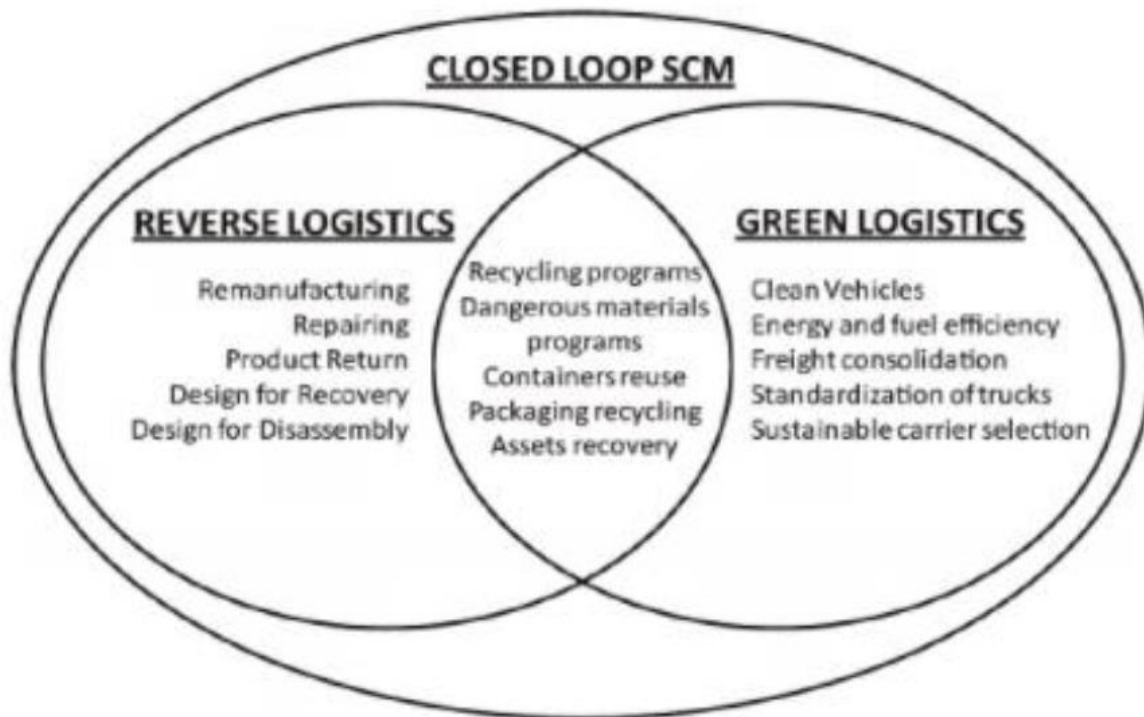 CLOSED LOOP SCM
REVERSE LOGISTICS
Remanufacturing
Repairing
Product Return
Design for Recovery
Design for Disassembly
Recycling programs
Dangerous materials
programs
Containers reuse
Packaging recycling
Assets recovery
GREEN LOGISTICS
Clean Vehicles
Energy and fuel efficiency
Freight consolidation
Standardization of trucks
Sustainable carrier selection